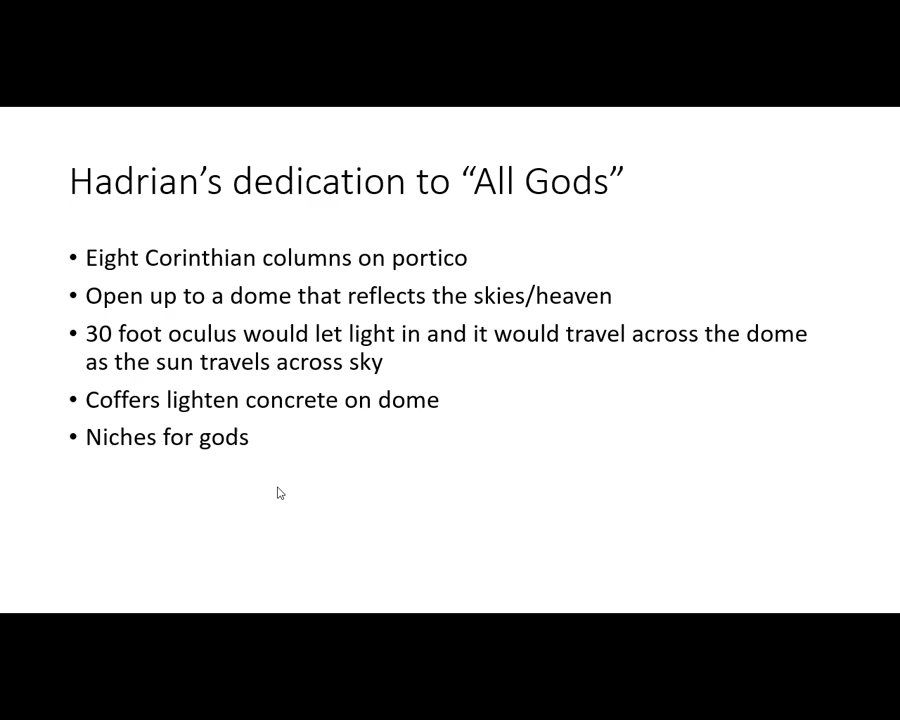 Hadrian’s dedication to “All Gods”
• Eight Corinthian columns on portico
• Open up to a dome that reflects the skies/heaven
• 30 foot oculus would let light in and it would travel across the dome
as the sun travels across sky
• Coffers lighten concrete on dome
• Niches for gods